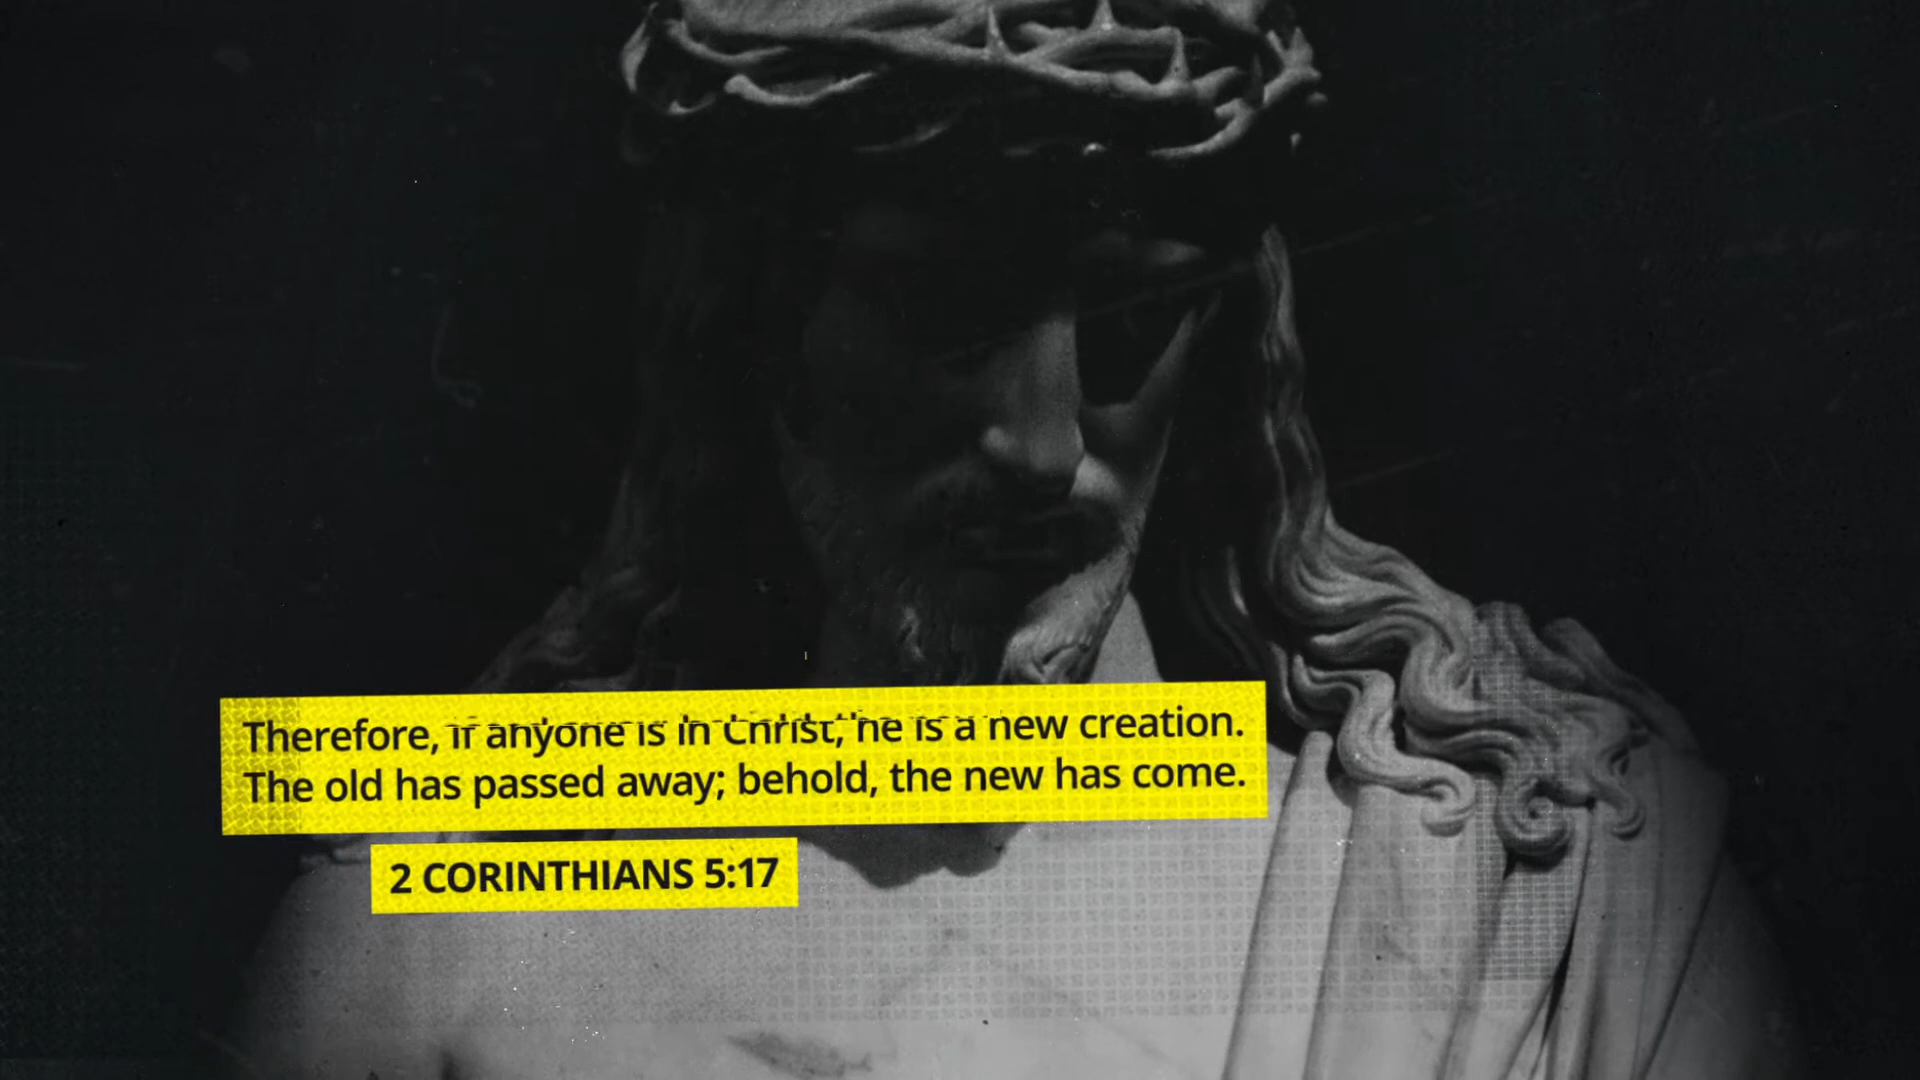 Therefore, if anyone is in Christ, he is a new creation.
The old has passed away; behold, the new has come.
2 CORINTHIANS 5:17